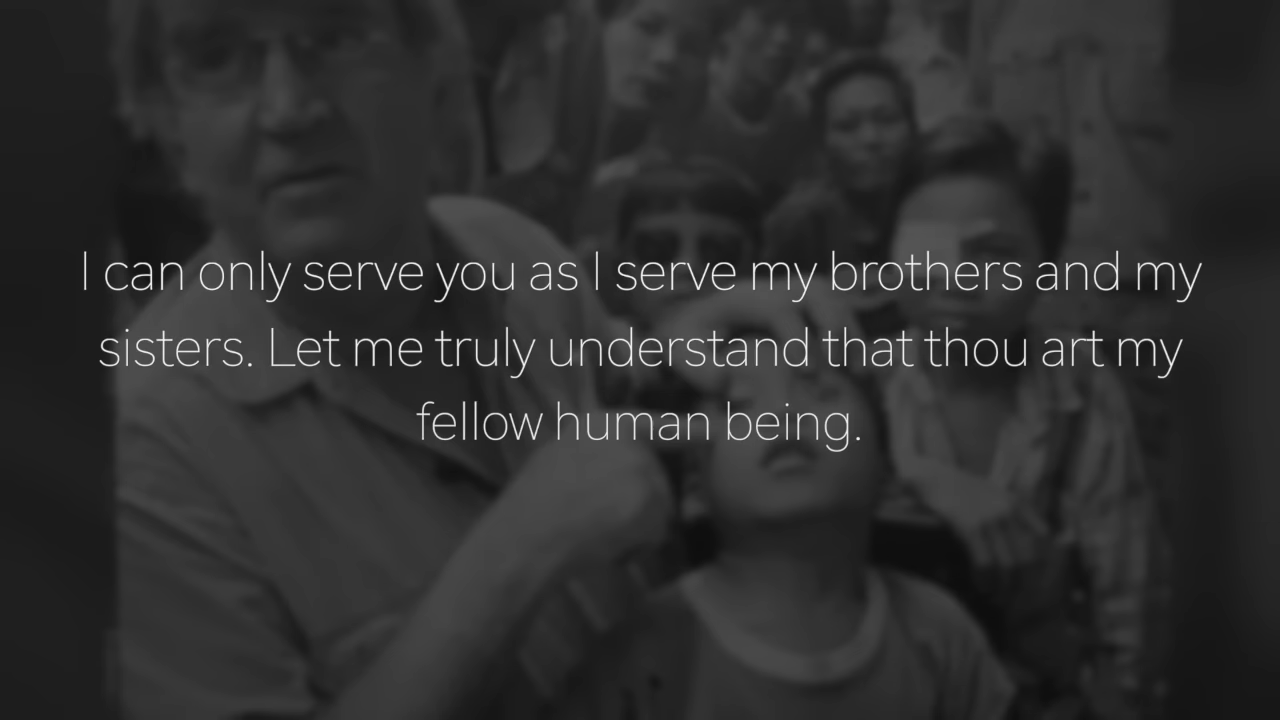 I can only serve you as I serve my brothers and my
sisters. Let me truly understand that thou art my
fellow human being.